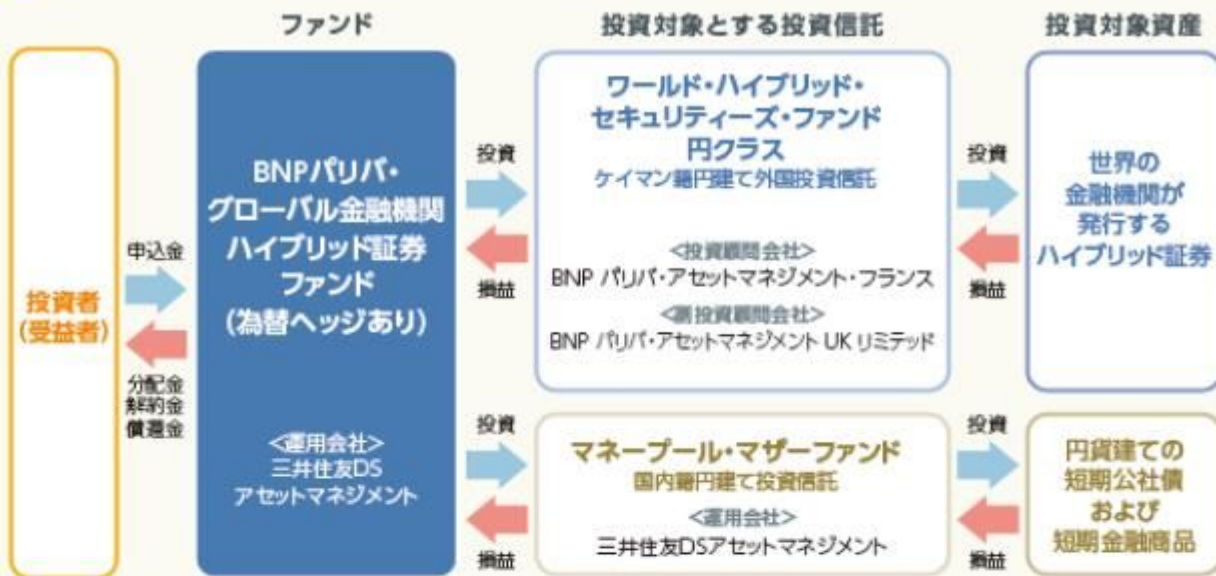 ファンド
投資対象とする投資信託
投資対象資産
投資者
(受益者)
申込金
分配金
解約金
償還金
BNPパリバ・
グローバル金融機関
ハイブリッド証券
ファンド
(為替ヘッジあり)
<運用会社>
三井住友DS
アセットマネジメント
投資
損益
ワールド・ハイブリッド・
セキュリティーズ・ファンド
円クラス
ケイマン籍円建て外国投資信託
<投資顧問会社>
BNP パリバ・アセットマネジメント・フランス
<副投資顧問会社>
BNP パリバ・アセットマネジメント UK リミテッド
投資
損益
世界の
金融機関が
発行する
ハイブリッド証券
投資
損益
マネープール・マザーファンド
国内籍円建て投資信託
<運用会社>
三井住友DSアセットマネジメント
投資
損益
円貨建ての
短期公社債
および
短期金融商品